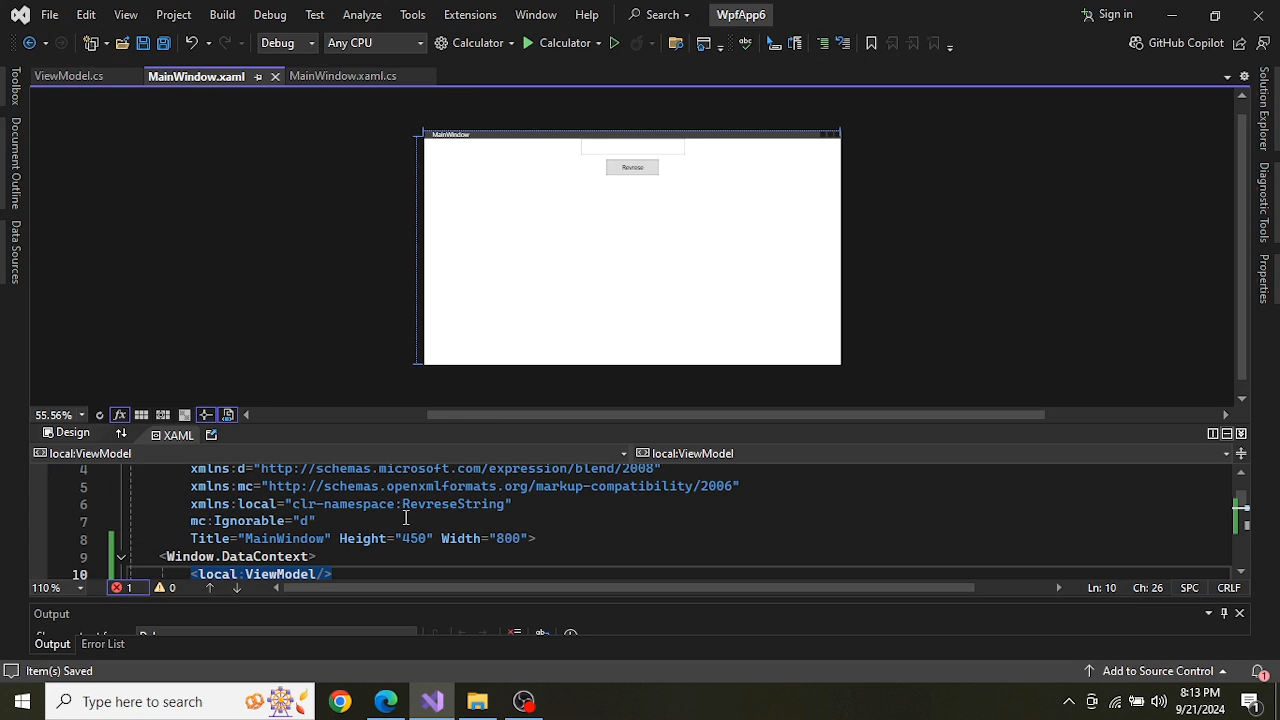 File Edit View Git Project Build Debug Test Analyze Tools Extensions Window Help Search WpfApp6 Sign in
Debug Any CPU Calculator Calculator GitHub Copilot
ViewModel.cs MainWindow.xaml MainWindow.xaml.cs
Toolbox
Document Outline
Data Sources
Solution Explorer
Diagnostic Tools
Properties
MainWindow
Revrese
55.56%
Design XAML
local:ViewModel local:ViewModel
4 xmlns:d="http://schemas.microsoft.com/expression/blend/2008"
5 xmlns:mc="http://schemas.openxmlformats.org/markup-compatibility/2006"
6 xmlns:local="clr-namespace:RevreseString"
7 mc:Ignorable="d"
8 Title="MainWindow" Height="450" Width="800">
9 <Window.DataContext>
10 <local:ViewModel/>
110% 1 0 Ln: 10 Ch: 26 SPC CRLF
Output
Output Error List
Item(s) Saved Add to Source Control
Type here to search
8:13 PM
9/21/2024